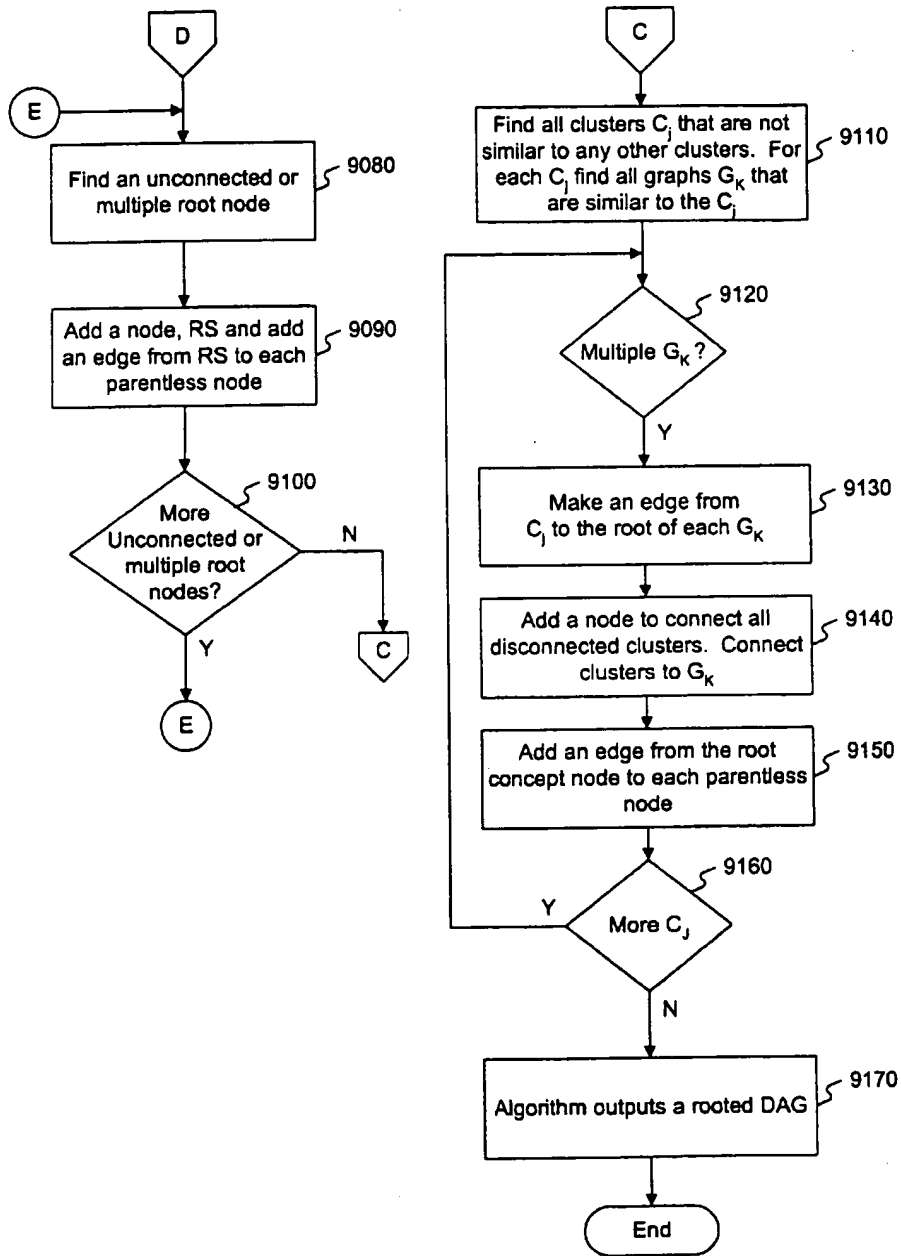 D
E
Find an unconnected or
multiple root node
9080
Add a node, RS and add
an edge from RS to each
parentless node
9090
9100
More
Unconnected or
multiple root
nodes?
N
Y
C
E
C
Find all clusters Cj that are not
similar to any other clusters. For
each Cj find all graphs GK that
are similar to the Cj
9110
9120
Multiple GK?
Y
Make an edge from
Cj to the root of each GK
9130
Add a node to connect all
disconnected clusters. Connect
clusters to GK
9140
Add an edge from the root
concept node to each parentless
node
9150
9160
Y
More CJ
N
Algorithm outputs a rooted DAG
9170
End